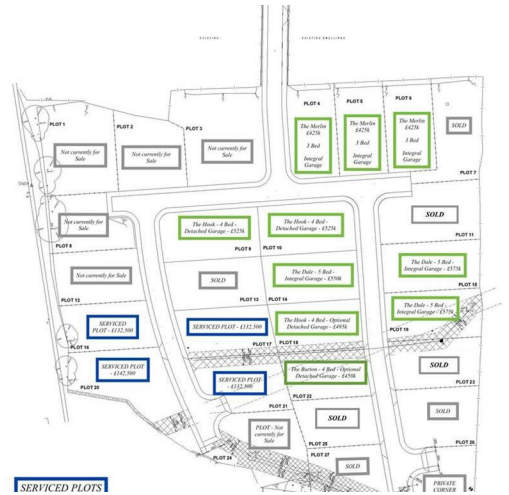 EXISTING
EXISTING DWELLINGS
PLOT 1
PLOT 2
PLOT 3
PLOT 4
PLOT 5
PLOT 6
Not currently for
Sale
Not currently for
Sale
Not currently for
Sale
The Merlin
£425k
3 Bed
Integral
Garage
The Merlin
£425k
3 Bed
Integral
Garage
The Merlin
£425k
3 Bed
Integral
Garage
SOLD
PLOT 7
Not currently for
Sale
The Hook - 4 Bed -
Detached Garage - £525k
The Hook - 4 Bed -
Detached Garage - £525k
SOLD
PLOT 8
PLOT 9
PLOT 10
PLOT 11
Not currently for
Sale
SOLD
The Dale - 5 Bed -
Integral Garage - £550k
The Dale - 5 Bed -
Integral Garage - £575k
PLOT 12
PLOT 13
PLOT 14
SERVICED
PLOT - £132,500
SERVICED PLOT - £132,500
The Hook - 4 Bed - Optional
Detached Garage - £495k
The Dale - 5 Bed -
Integral Garage - £575k
PLOT 16
PLOT 17
PLOT 18
PLOT 19
SERVICED PLOT
- £142,500
SERVICED PLOT-
£132,500
The Burton - 4 Bed - Optional
Detached Garage - £450k
SOLD
PLOT 20
PLOT 21
PLOT 22
PLOT 23
PLOT - Not
currently for
Sale
SOLD
SOLD
PLOT 24
PLOT 25
PLOT 26
PLOT 27
SOLD
PRIVATE
CORNER
SERVICED PLOTS